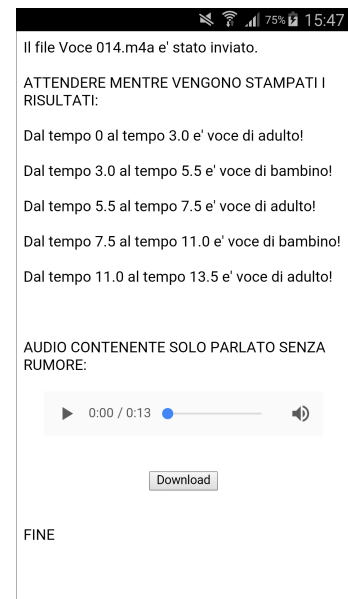 75% 15:47
Il file Voce 014.m4a e' stato inviato.
ATTENDERE MENTRE VENGONO STAMPATI I
RISULTATI:
Dal tempo 0 al tempo 3.0 e' voce di adulto!
Dal tempo 3.0 al tempo 5.5 e' voce di bambino!
Dal tempo 5.5 al tempo 7.5 e' voce di adulto!
Dal tempo 7.5 al tempo 11.0 e' voce di bambino!
Dal tempo 11.0 al tempo 13.5 e' voce di adulto!
AUDIO CONTENENTE SOLO PARLATO SENZA
RUMORE:
0:00 / 0:13
Download
FINE